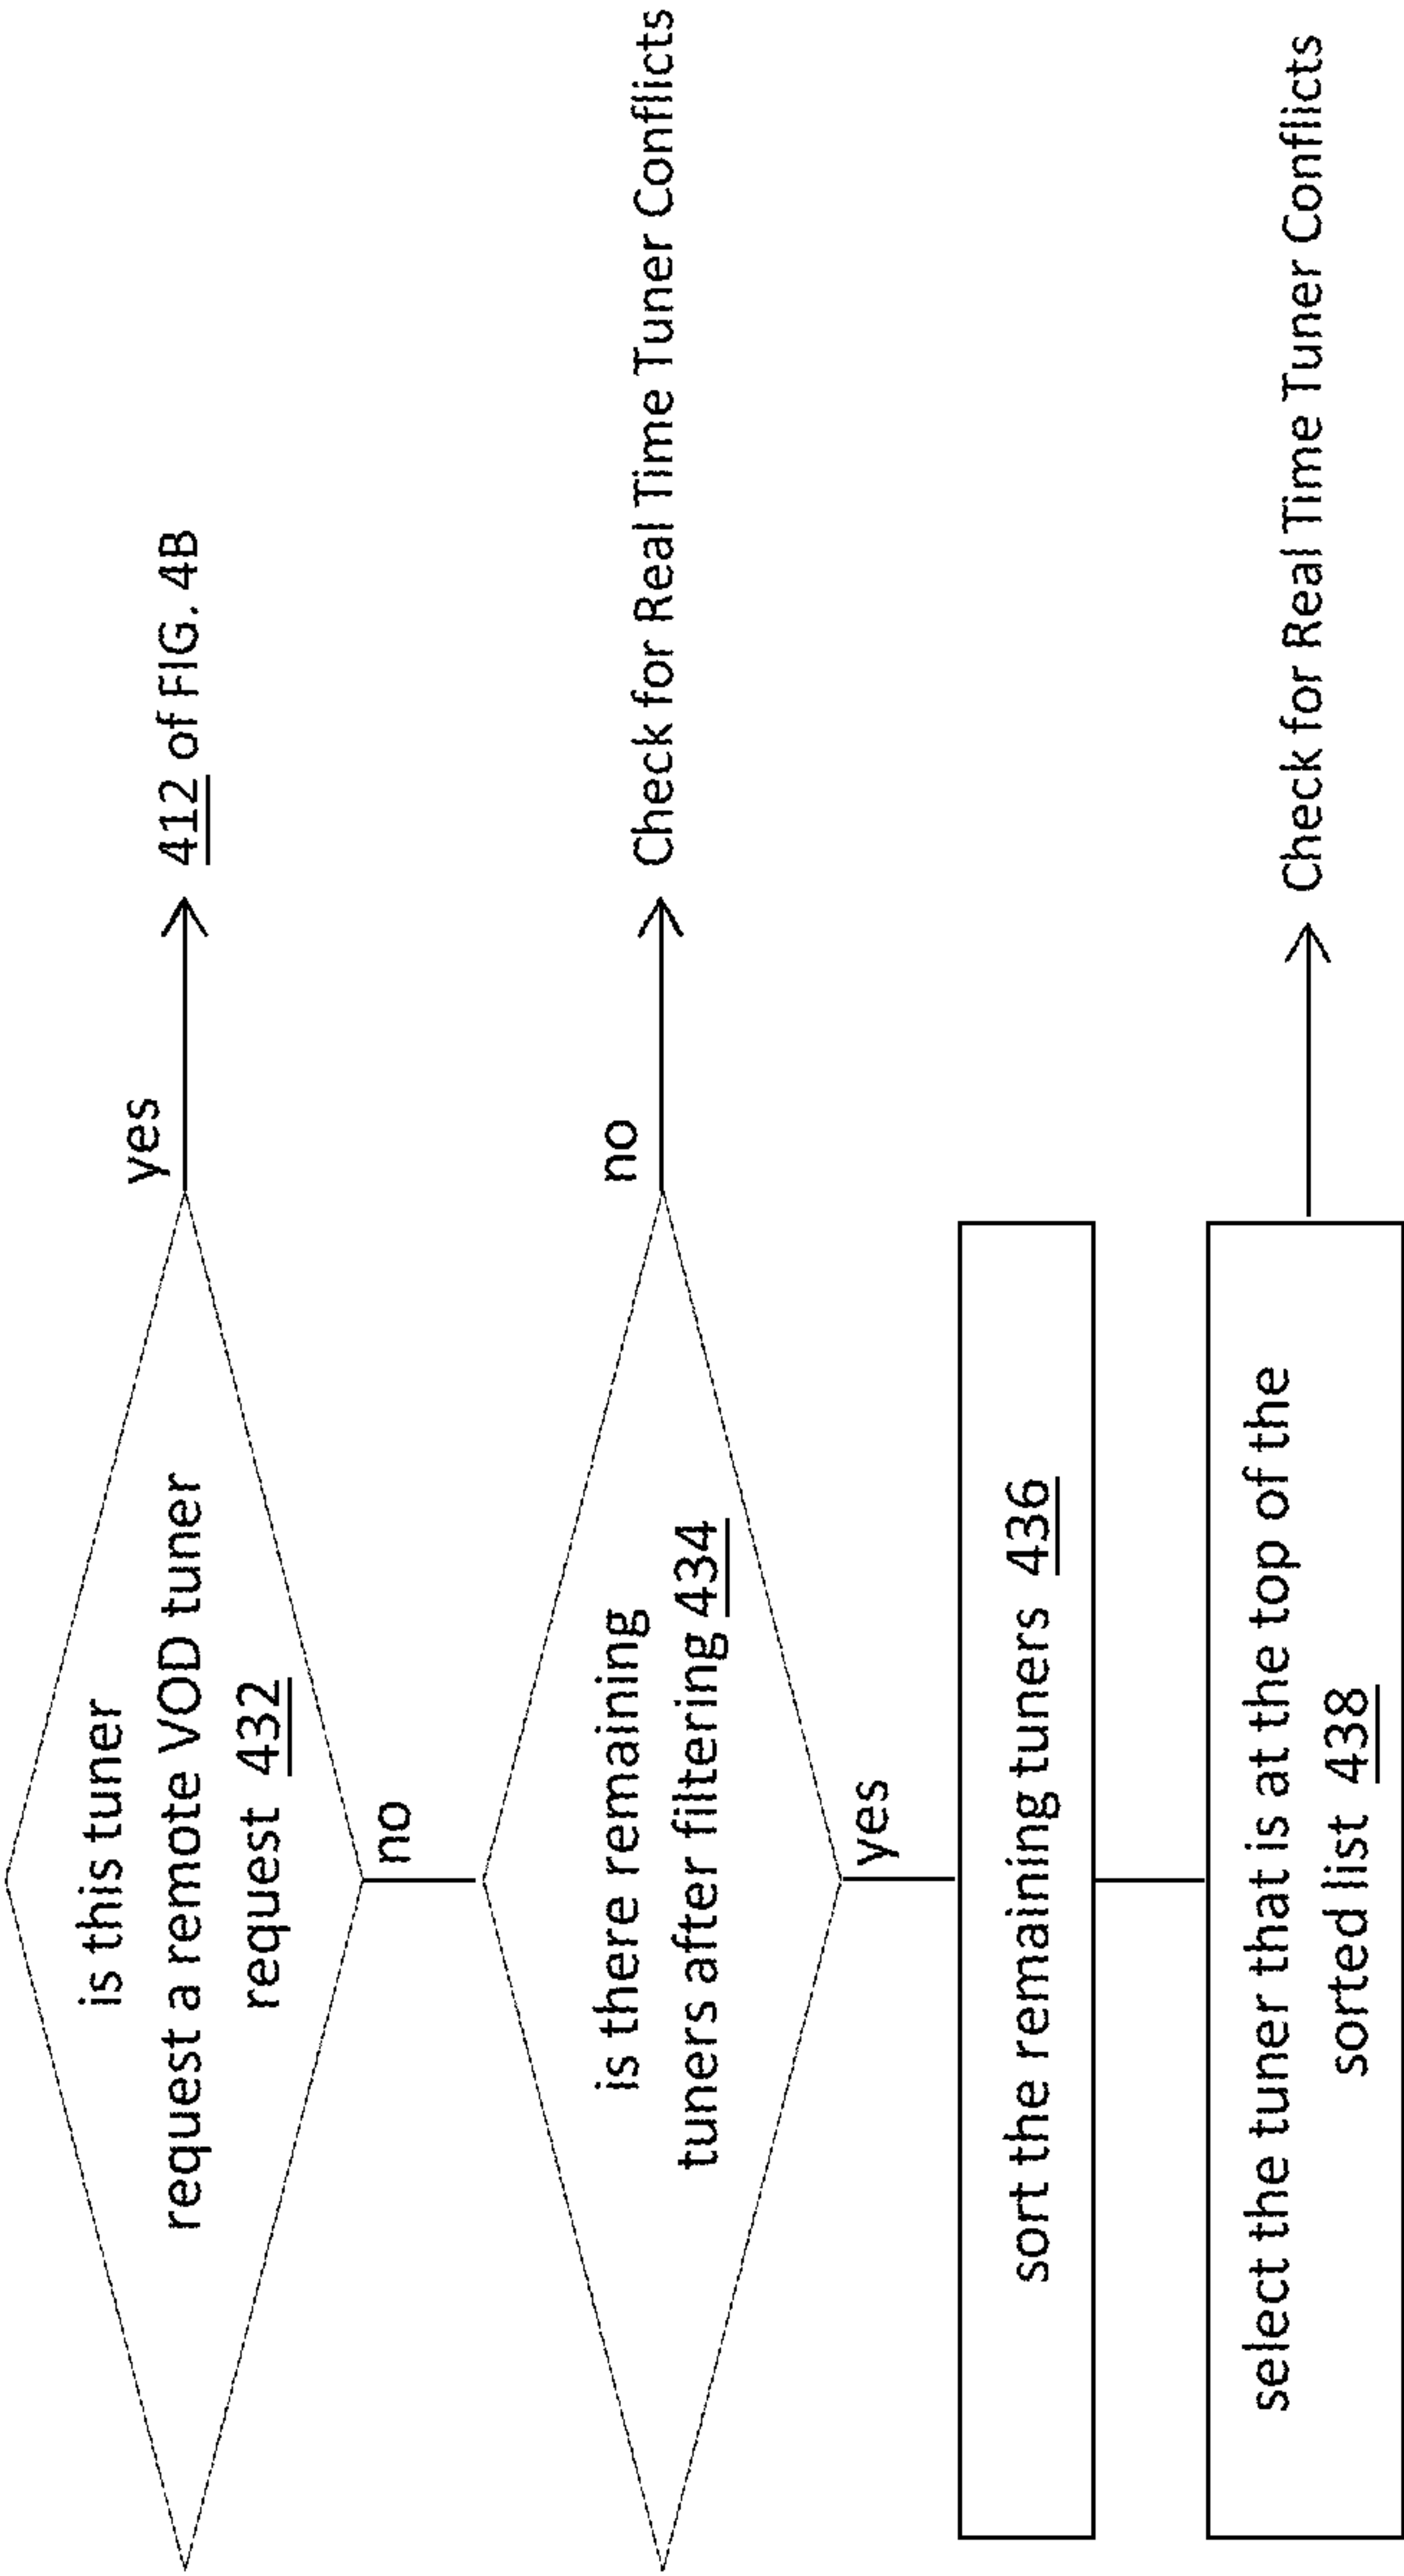 is this tuner
request a remote VOD tuner
request 432
yes
412 of FIG. 4B
no
is there remaining
tuners after filtering 434
no
Check for Real Time Tuner Conflicts
yes
sort the remaining tuners 436
select the tuner that is at the top of the
sorted list 438
Check for Real Time Tuner Conflicts